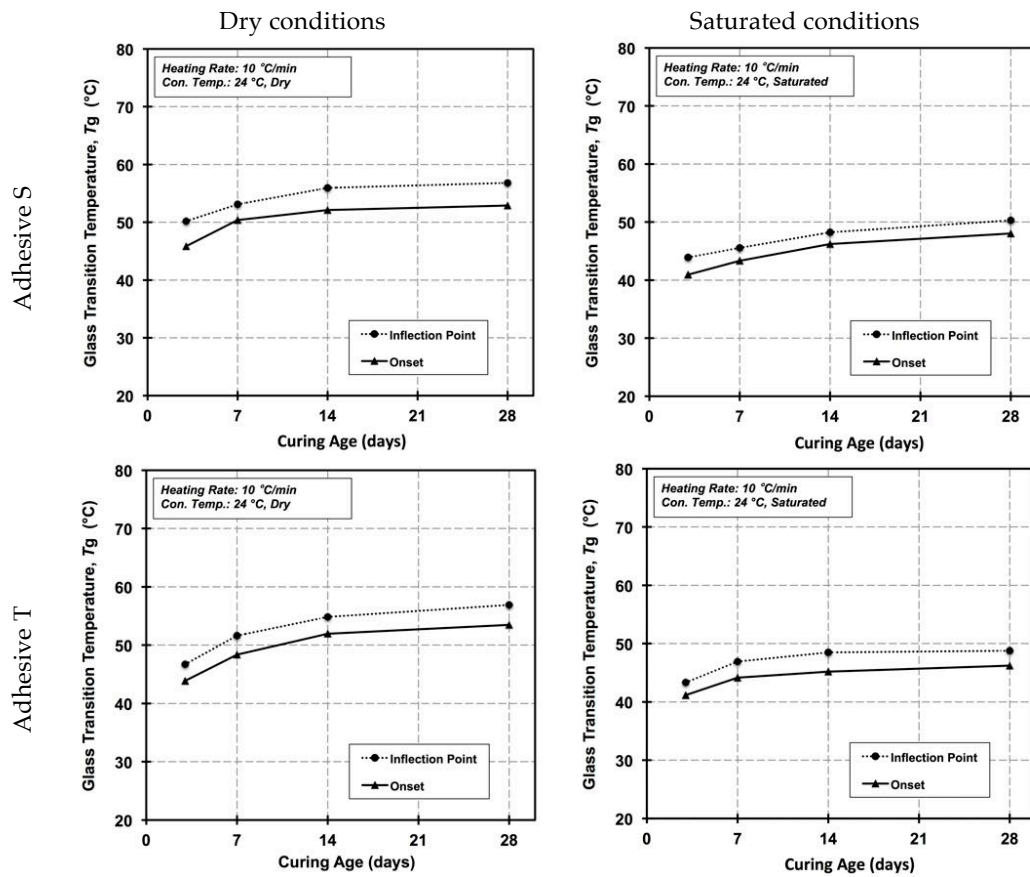 Dry conditions
Saturated conditions
Adhesive S
Glass Transition Temperature, Tg (°C)
80
70
60
50
40
30
20
Heating Rate: 10 °C/min
Con. Temp.: 24 °C, Dry
Inflection Point
Onset
0 7 14 21 28
Curing Age (days)
Glass Transition Temperature, Tg (°C)
80
70
60
50
40
30
20
Heating Rate: 10 °C/min
Con. Temp.: 24 °C, Saturated
Inflection Point
Onset
0 7 14 21 28
Curing Age (days)
Adhesive T
Glass Transition Temperature, Tg (°C)
80
70
60
50
40
30
20
Heating Rate: 10 °C/min
Con. Temp.: 24 °C, Dry
Inflection Point
Onset
0 7 14 21 28
Curing Age (days)
Glass Transition Temperature, Tg (°C)
80
70
60
50
40
30
20
Heating Rate: 10 °C/min
Con. Temp.: 24 °C, Saturated
Inflection Point
Onset
0 7 14 21 28
Curing Age (days)